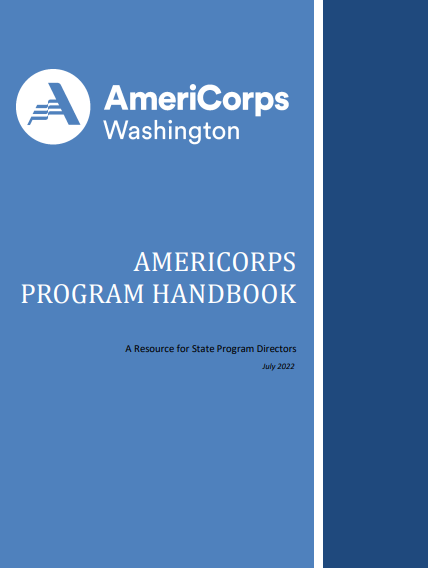 AmeriCorps
Washington
AMERICORPS
PROGRAM HANDBOOK
A Resource for State Program Directors
July 2022